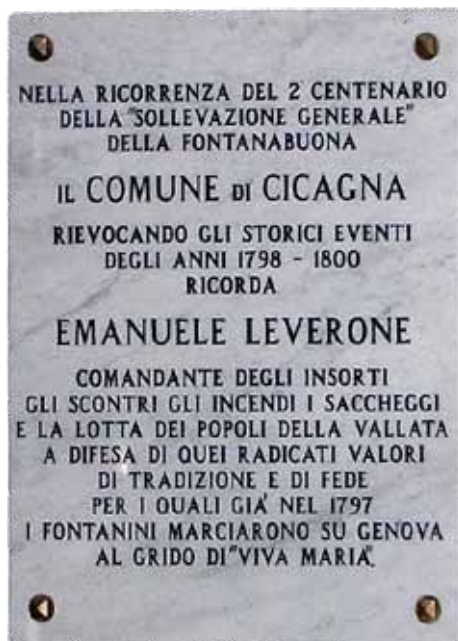 NELLA RICORRENZA DEL 2 CENTENARIO
DELLA "SOLLEVAZIONE GENERALE"
DELLA FONTANABUONA
IL COMUNE DI CICAGNA
RIEVOCANDO GLI STORICI EVENTI
DEGLI ANNI 1798 - 1800
RICORDA
EMANUELE LEVERONE
COMANDANTE DEGLI INSORTI
GLI SCONTRI GLI INCENDI I SACCHEGGI
E LA LOTTA DEI POPOLI DELLA VALLATA
A DIFESA DI QUEI RADICATI VALORI
DI TRADIZIONE E DI FEDE
PER I QUALI GIA' NEL 1797
I FONTANINI MARCIARONO SU GENOVA
AL GRIDO DI "VIVA MARIA".